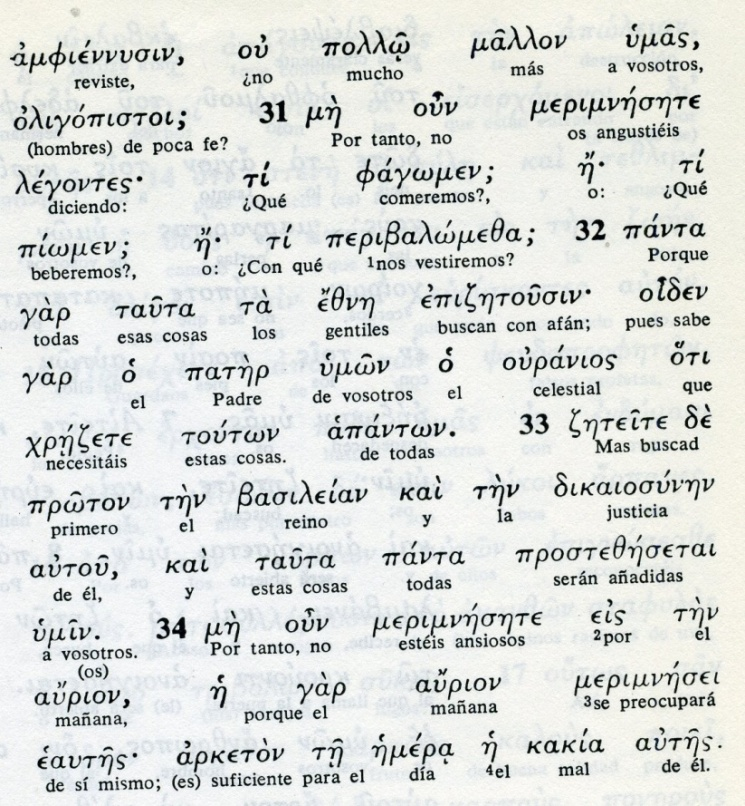 ἀμφιέννυσιν, οὐ πολλῷ μᾶλλον ὑμᾶς,
reviste, ¿no mucho más a vosotros,
ὀλιγόπιστοι; 31 μὴ οὖν μεριμνήσητε
(hombres) de poca fe? Por tanto, no os angustiéis
λέγοντες· τί φάγωμεν; ἤ· τί
diciendo: ¿Qué comeremos?, o: ¿Qué
πίωμεν; ἤ· τί περιβαλώμεθα; 32 πάντα
beberemos?, o: ¿Con qué 1nos vestiremos? Porque
γὰρ ταῦτα τὰ ἔθνη ἐπιζητοῦσιν· οἶδεν
todas esas cosas los gentiles buscan con afán; pues sabe
γὰρ ὁ πατὴρ ὑμῶν ὁ οὐράνιος ὅτι
el Padre de vosotros el celestial que
χρῄζετε τούτων ἁπάντων. 33 ζητεῖτε δὲ
necesitáis estas cosas. de todas Mas buscad
πρῶτον τὴν βασιλείαν καὶ τὴν δικαιοσύνην
primero el reino y la justicia
αὐτοῦ, καὶ ταῦτα πάντα προστεθήσεται
de él, y estas cosas todas serán añadidas
ὑμῖν. 34 μὴ οὖν μεριμνήσητε εἰς τὴν
a vosotros. Por tanto, no estéis ansiosos 2por el
(os)
αὔριον, ἡ γὰρ αὔριον μεριμνήσει
mañana, porque el mañana 3se preocupará
ἑαυτῆς· ἀρκετὸν τῇ ἡμέρᾳ ἡ κακία αὐτῆς.
de sí mismo; (es) suficiente para el día 4el mal de él.